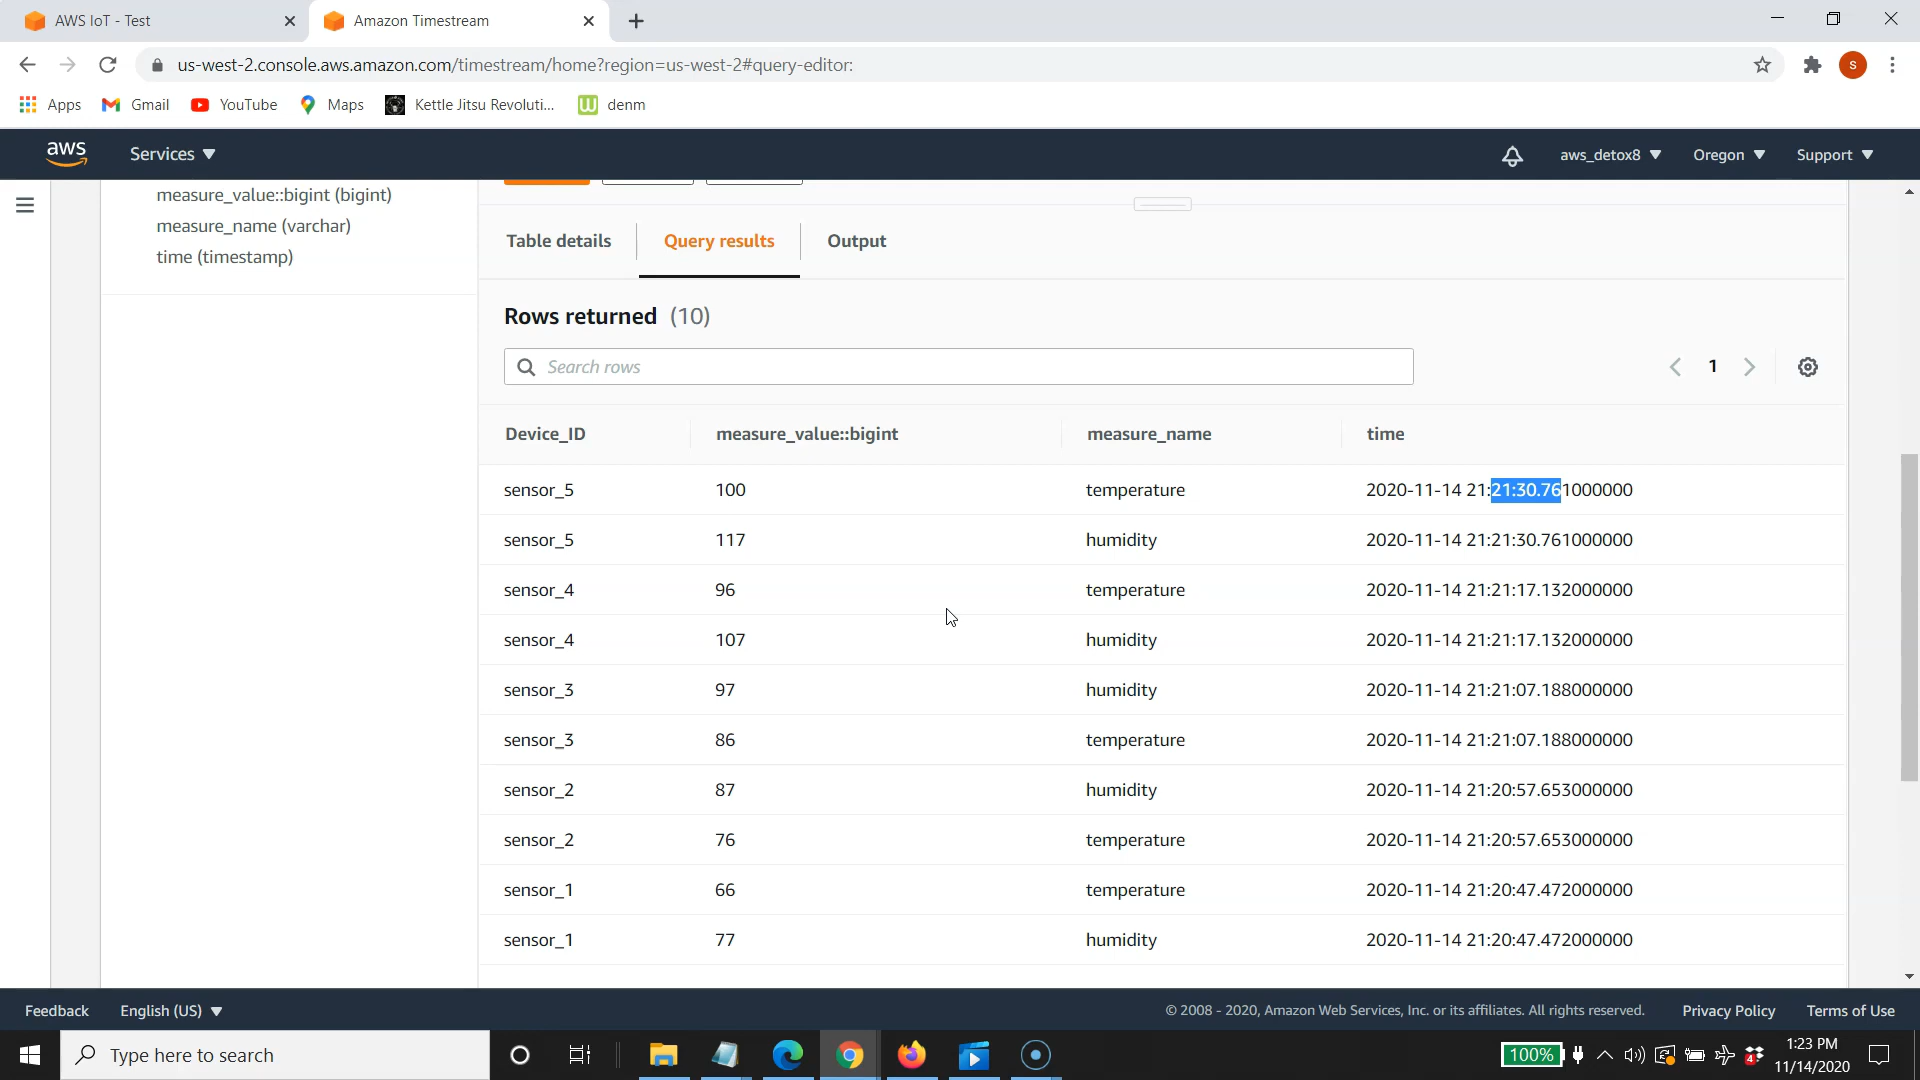 AWS IoT - Test
Amazon Timestream
us-west-2.console.aws.amazon.com/timestream/home?region=us-west-2#query-editor:
S
Apps Gmail YouTube Maps Kettle Jitsu Revoluti... denm
aws Services aws_detox8 Oregon Support
measure_value::bigint (bigint)
measure_name (varchar)
time (timestamp)
Table details Query results Output
Rows returned (10)
Search rows 1
Device_ID measure_value::bigint measure_name time
sensor_5 100 temperature 2020-11-14 21:21:30.761000000
sensor_5 117 humidity 2020-11-14 21:21:30.761000000
sensor_4 96 temperature 2020-11-14 21:21:17.132000000
sensor_4 107 humidity 2020-11-14 21:21:17.132000000
sensor_3 97 humidity 2020-11-14 21:21:07.188000000
sensor_3 86 temperature 2020-11-14 21:21:07.188000000
sensor_2 87 humidity 2020-11-14 21:20:57.653000000
sensor_2 76 temperature 2020-11-14 21:20:57.653000000
sensor_1 66 temperature 2020-11-14 21:20:47.472000000
sensor_1 77 humidity 2020-11-14 21:20:47.472000000
Feedback English (US) © 2008 - 2020, Amazon Web Services, Inc. or its affiliates. All rights reserved. Privacy Policy Terms of Use
Type here to search 100% 4 1:23 PM
11/14/2020